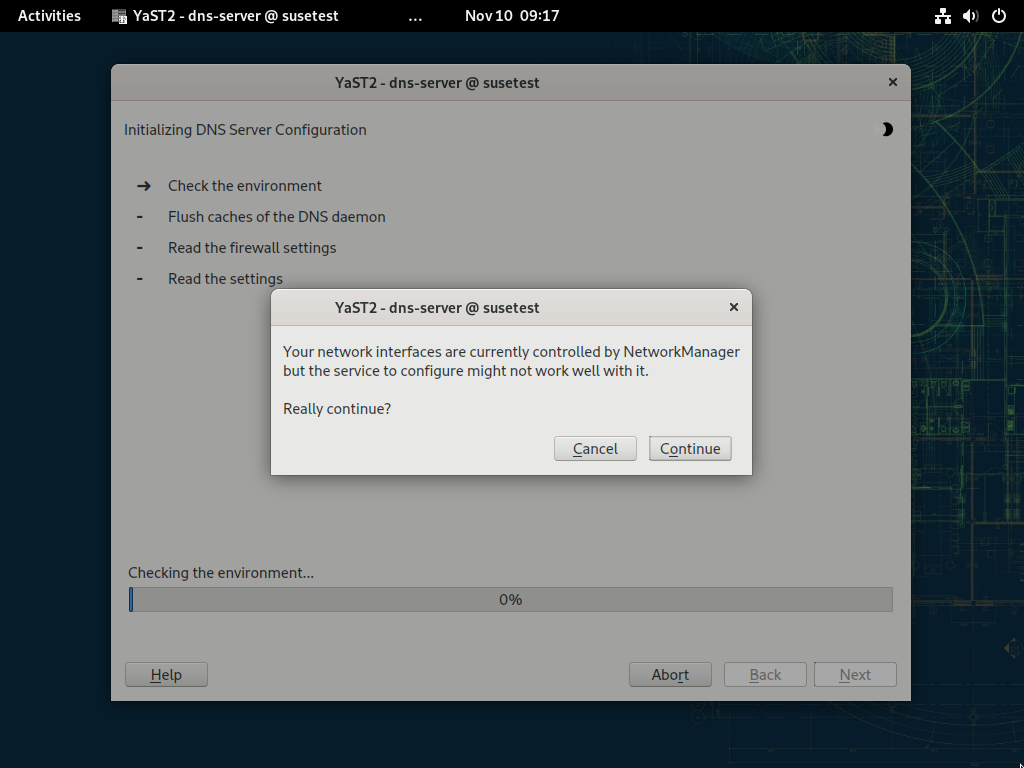 Activities YaST2 - dns-server @ susetest ... Nov 10 09:17
YaST2 - dns-server @ susetest
Initializing DNS Server Configuration
Check the environment
- Flush caches of the DNS daemon
- Read the firewall settings
- Read the settings
YaST2 - dns-server @ susetest
Your network interfaces are currently controlled by NetworkManager
but the service to configure might not work well with it.
Really continue?
Cancel Continue
Checking the environment...
0%
Help Abort Back Next